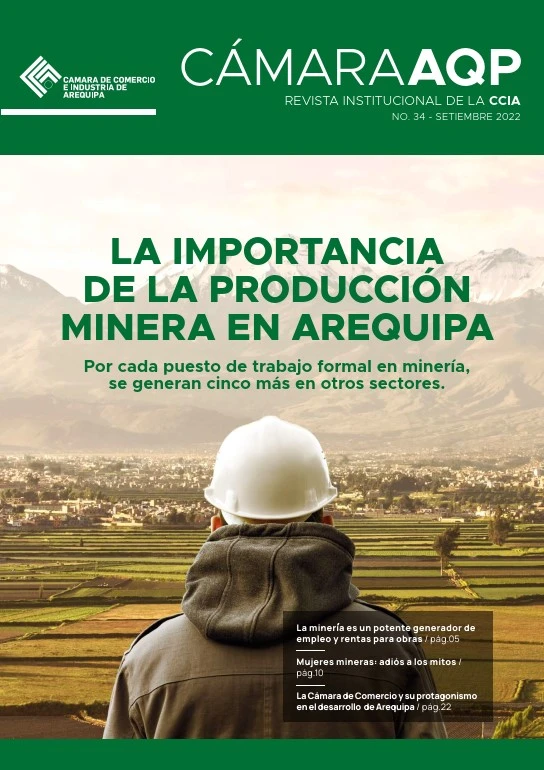 CAMARA DE COMERCIO
E INDUSTRIA DE
AREQUIPA
CÁMARAAQP
REVISTA INSTITUCIONAL DE LA CCIA
NO. 34 - SETIEMBRE 2022
LA IMPORTANCIA
DE LA PRODUCCIÓN
MINERA EN AREQUIPA
Por cada puesto de trabajo formal en minería,
se generan cinco más en otros sectores.
La minería es un potente generador de
empleo y rentas para obras / pág.05
Mujeres mineras: adiós a los mitos /
pág.10
La Cámara de Comercio y su protagonismo
en el desarrollo de Arequipa / pág.22